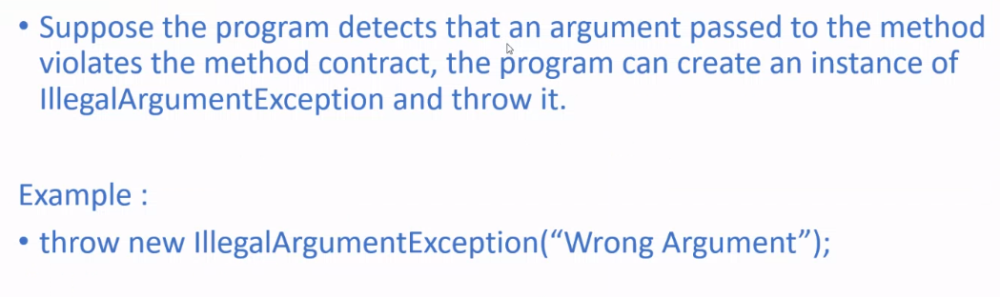 • Suppose the program detects that an argument passed to the method
violates the method contract, the program can create an instance of
IllegalArgumentException and throw it.
Example :
• throw new IllegalArgumentException(“Wrong Argument”);